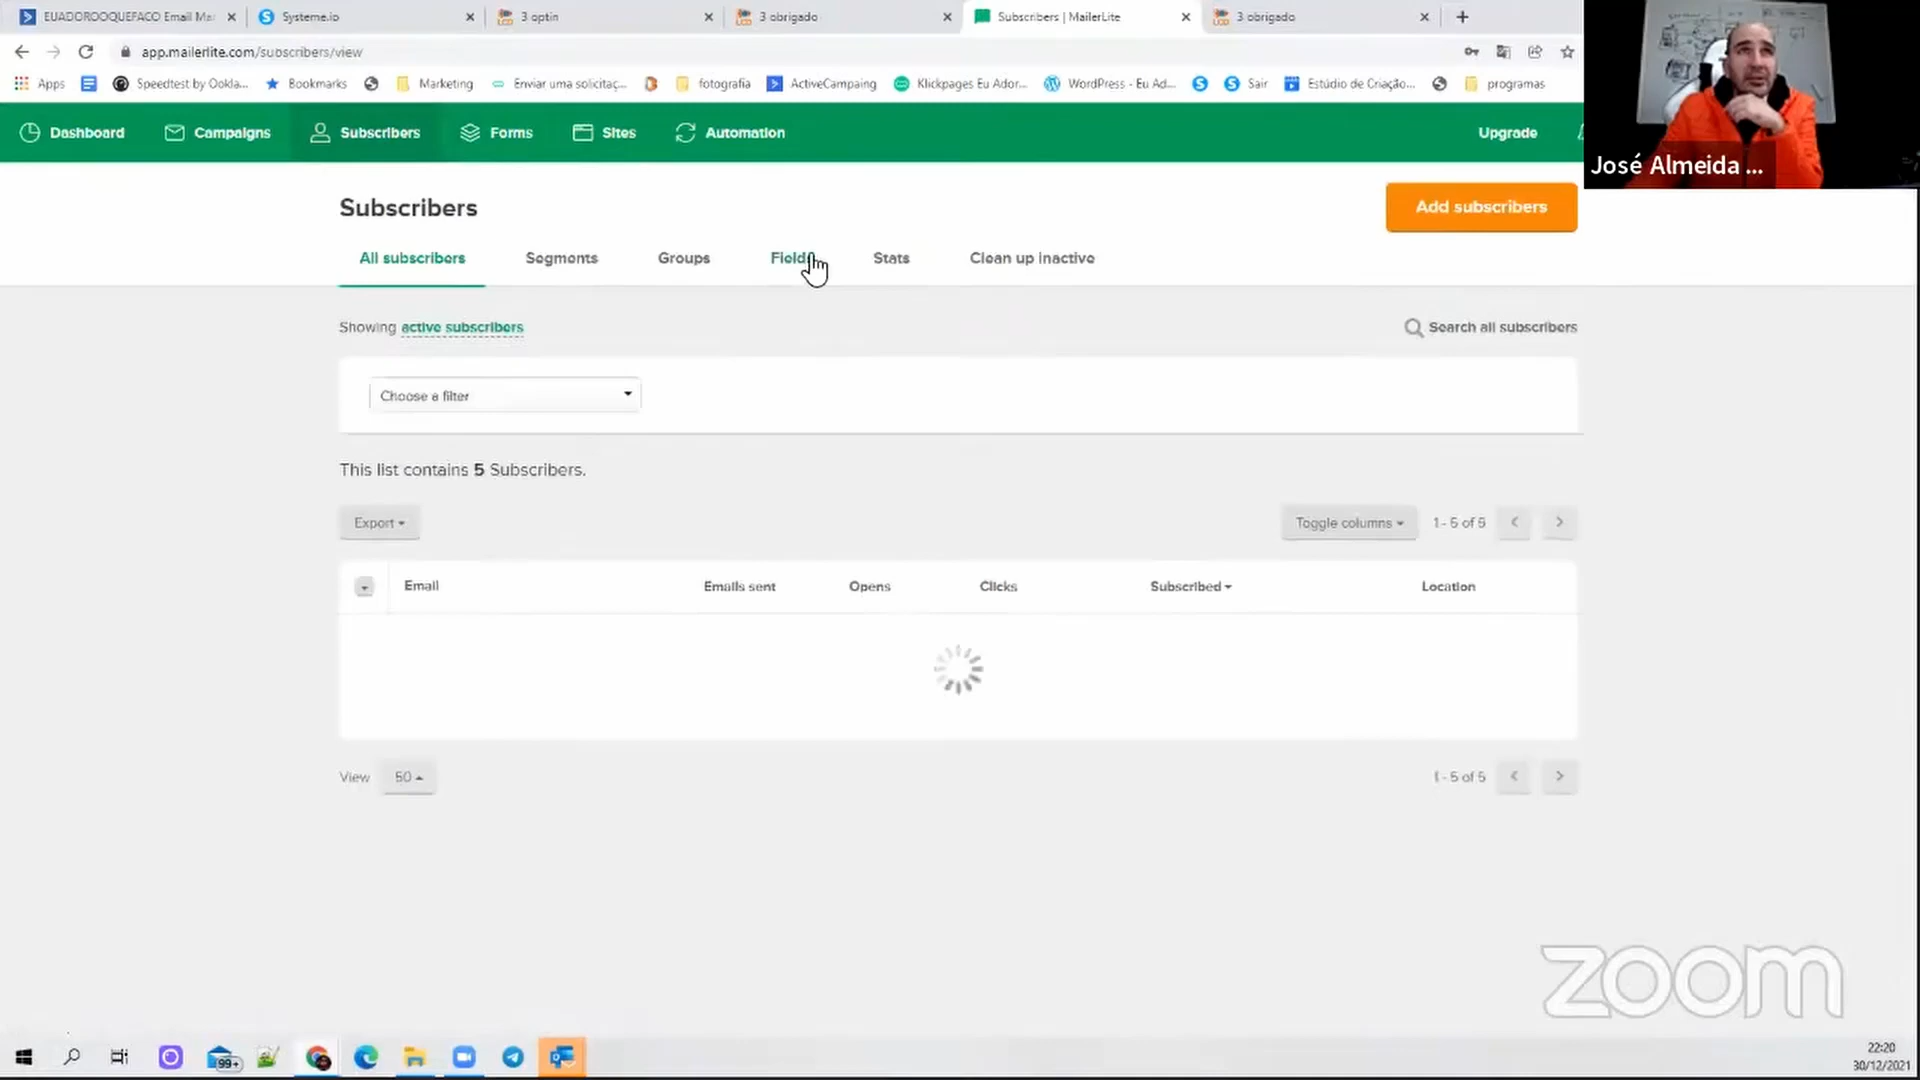 EUADOROOQUEFACO Email Mar
Systeme.io
3 optin
3 obrigado
Subscribers | MailerLite
3 obrigado
app.mailerlite.com/subscribers/view
Apps
Speedtest by Ookla...
Bookmarks
Marketing
Enviar uma solicitaç...
fotografia
ActiveCampaing
Klickpages Eu Ador...
WordPress - Eu Ad...
Sair
Estúdio de Criação...
programas
Dashboard
Campaigns
Subscribers
Forms
Sites
Automation
Upgrade
José Almeida ...
Subscribers
Add subscribers
All subscribers
Segments
Groups
Fields
Stats
Clean up inactive
Showing active subscribers
Search all subscribers
Choose a filter
This list contains 5 Subscribers.
Export
Toggle columns
1 - 5 of 5
Email
Emails sent
Opens
Clicks
Subscribed
Location
View
50
1 - 5 of 5
zoom
99+
22:20
30/12/2021